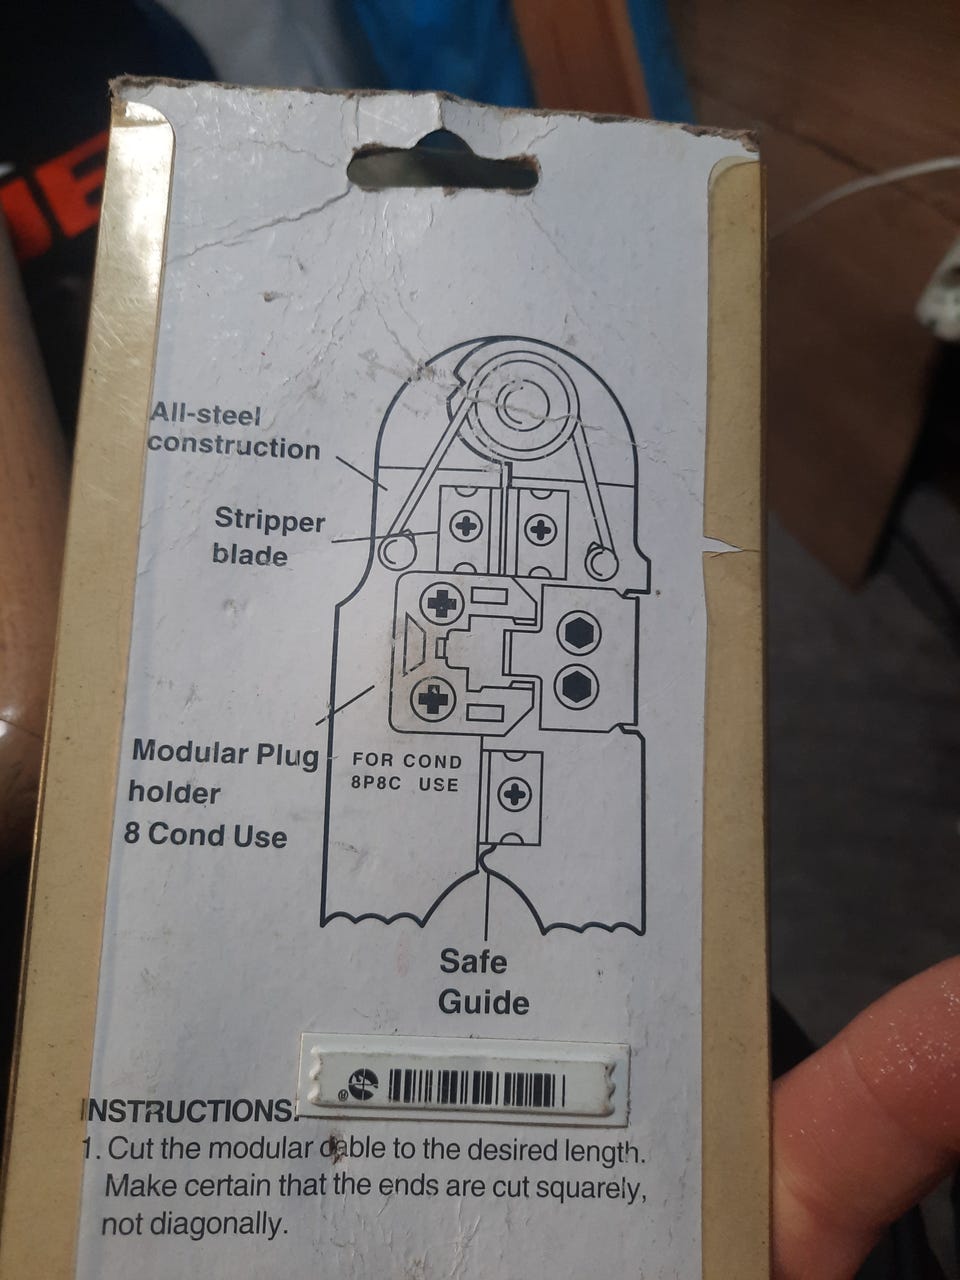 All-steel
construction
Stripper
blade
Modular Plug
holder
8 Cond Use
FOR COND
8P8C USE
Safe
Guide
INSTRUCTIONS:
1. Cut the modular cable to the desired length.
Make certain that the ends are cut squarely,
not diagonally.